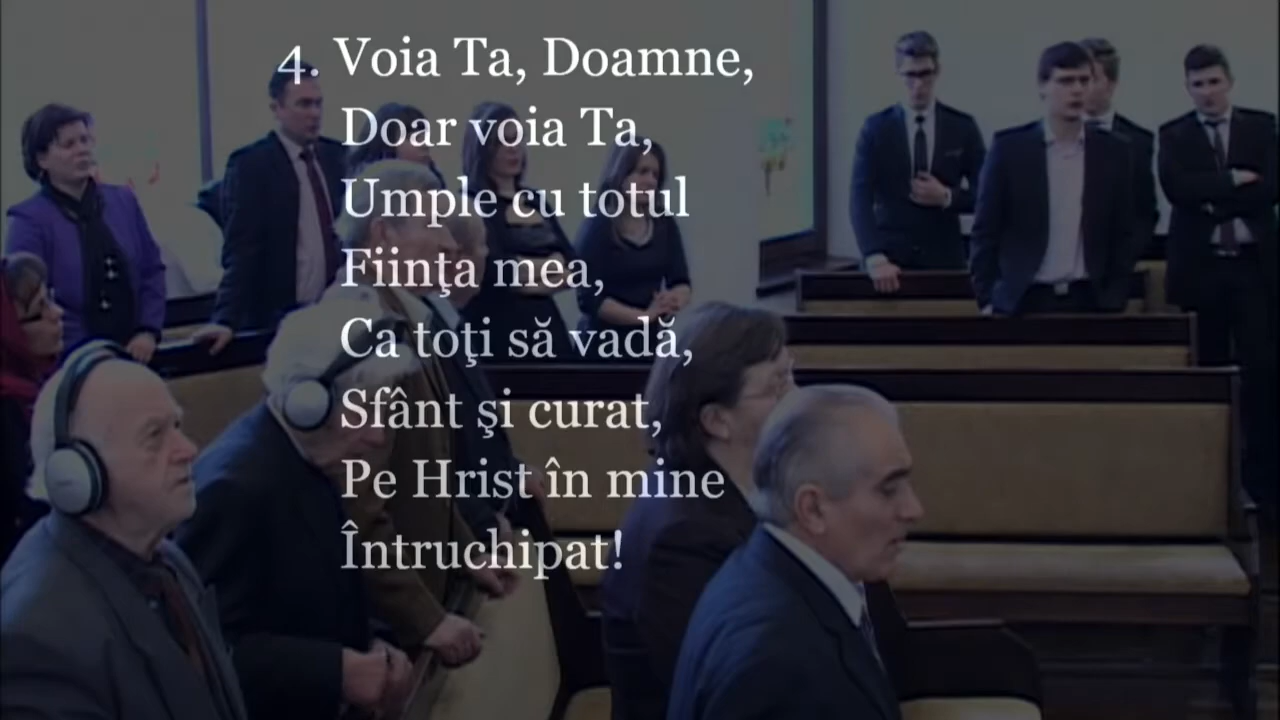 4. Voia Ta, Doamne,
Doar voia Ta,
Umple cu totul
Fiinţa mea,
Ca toţi să vadă,
Sfânt şi curat,
Pe Hrist în mine
Întruchipat!